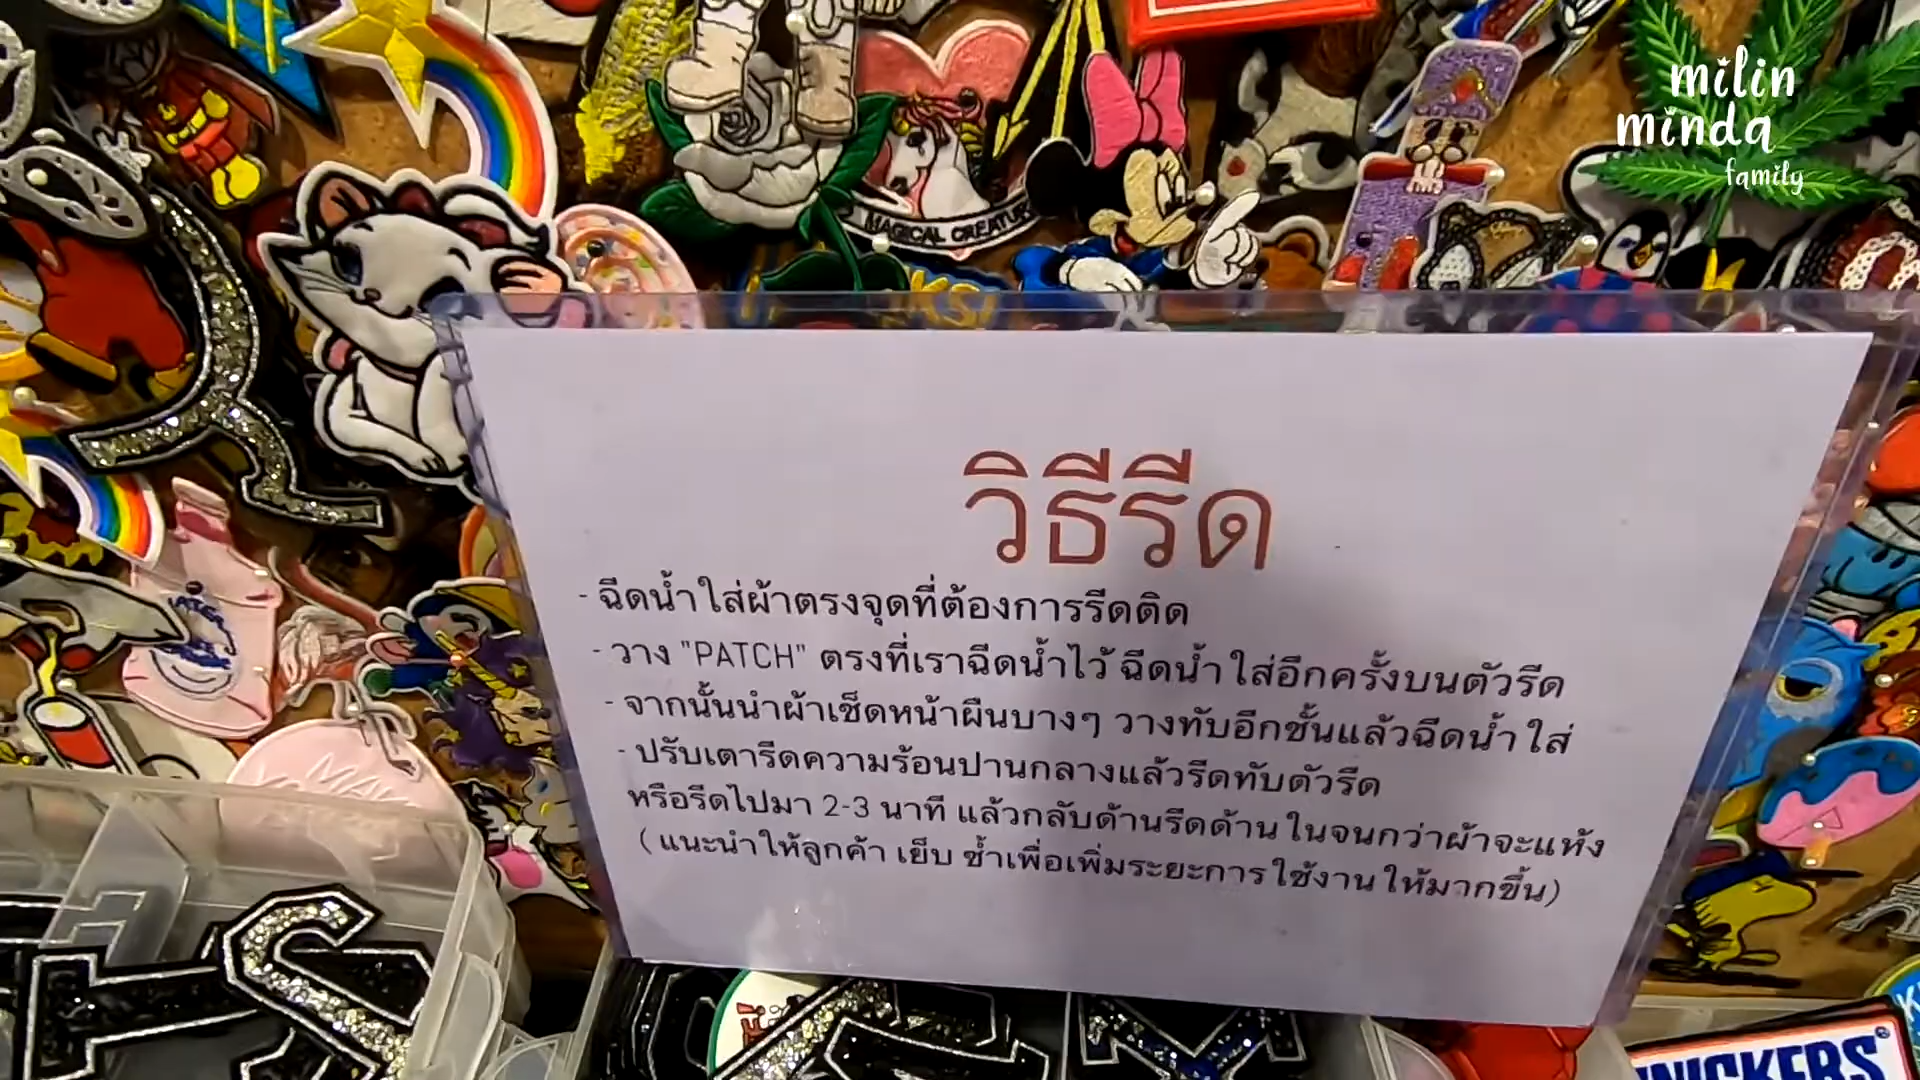 milin
minda
family
MAGICAL CREATUR
วิธีรีด
- ฉีดน้ำใส่ผ้าตรงจุดที่ต้องการรีดติด
- วาง "PATCH" ตรงที่เราฉีดน้ำไว้ ฉีดน้ำใส่อีกครั้งบนตัวรีด
- จากนั้นนำผ้าเช็ดหน้าผืนบางๆ วางทับอีกชั้นแล้วฉีดน้ำใส่
- ปรับเตารีดความร้อนปานกลางแล้วรีดทับตัวรีด
หรือรีดไปมา 2-3 นาที แล้วกลับด้านรีดด้านในจนกว่าผ้าจะแห้ง
(แนะนำให้ลูกค้า เย็บ ซ้ำเพื่อเพิ่มระยะการใช้งานให้มากขึ้น)
NICKERS